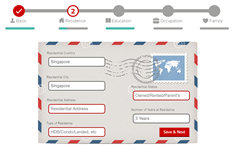 2
Basic
Residence
Education
Occupation
Family
Residential Country
Singapore
Residential City
Singapore
Residential Status
Owned/Rented/Parent's
Residential Address
Residential Address
Number of Years at Residence
3 Years
Type of Residency
HDB/Condo/Landed, etc
Save & Next